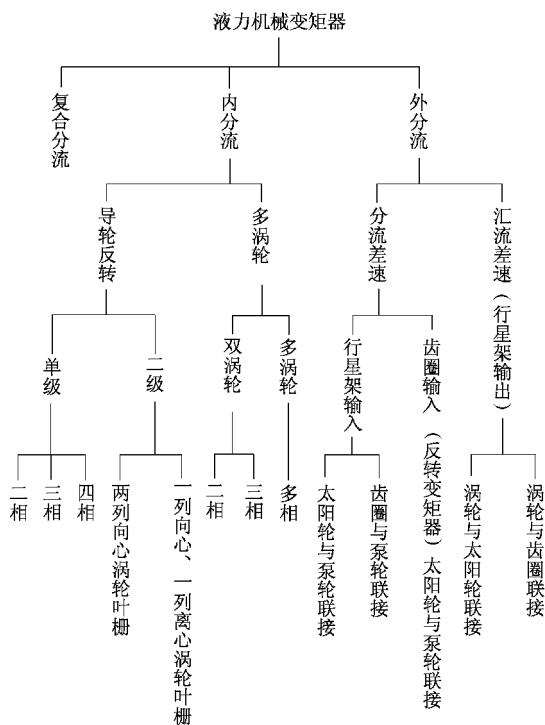 液力机械变矩器
复合分流
内分流
外分流
导轮反转
多涡轮
分流差速
汇流差速(行星架输出)
单级
二级
双涡轮
多涡轮
行星架输入
齿圈输入(反转变矩器)太阳轮与泵轮联接
二相
三相
四相
两列向心涡轮叶栅
一列向心、一列离心涡轮叶栅
二相
三相
多相
太阳轮与泵轮联接
齿圈与泵轮联接
涡轮与太阳轮联接
涡轮与齿圈联接